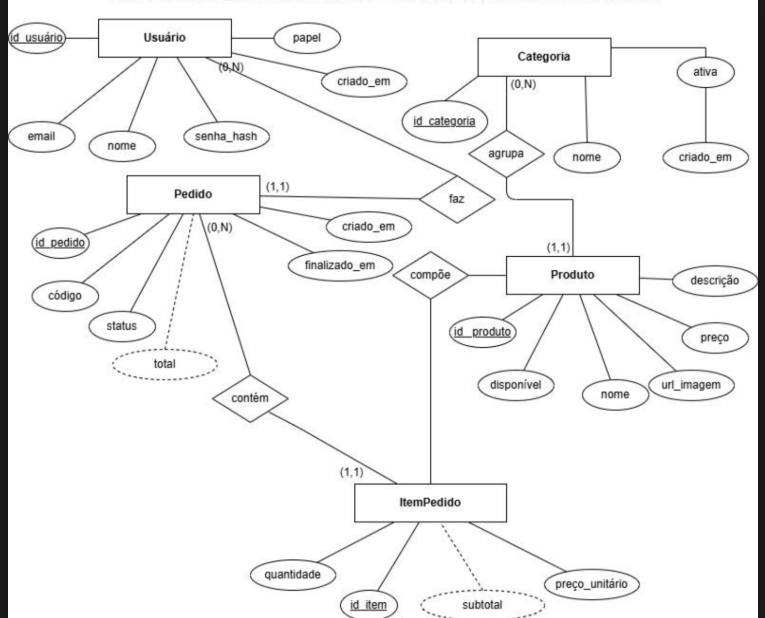 id_usuário
Usuário
papel
(0,N)
criado_em
email
nome
senha_hash
Categoria
(0,N)
ativa
id_categoria
agrupa
nome
criado_em
Pedido
(1,1)
faz
(0,N)
criado_em
id_pedido
finalizado_em
código
status
total
compõe
(1,1)
Produto
descrição
id_produto
preço
disponível
nome
url_imagem
contém
(1,1)
ItemPedido
quantidade
id_item
subtotal
preço_unitário